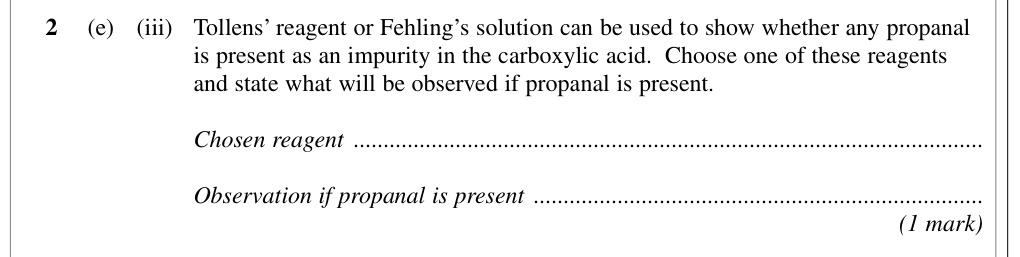 2 (e) (iii) Tollens’ reagent or Fehling’s solution can be used to show whether any propanal
is present as an impurity in the carboxylic acid. Choose one of these reagents
and state what will be observed if propanal is present.
Chosen reagent ..........................................................................................................
Observation if propanal is present ............................................................................
(1 mark)